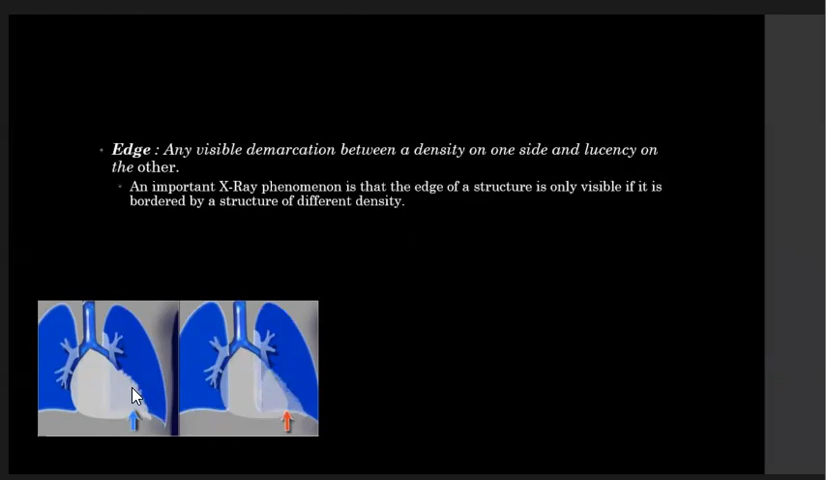 Edge : Any visible demarcation between a density on one side and lucency on
the other.
An important X-Ray phenomenon is that the edge of a structure is only visible if it is
bordered by a structure of different density.